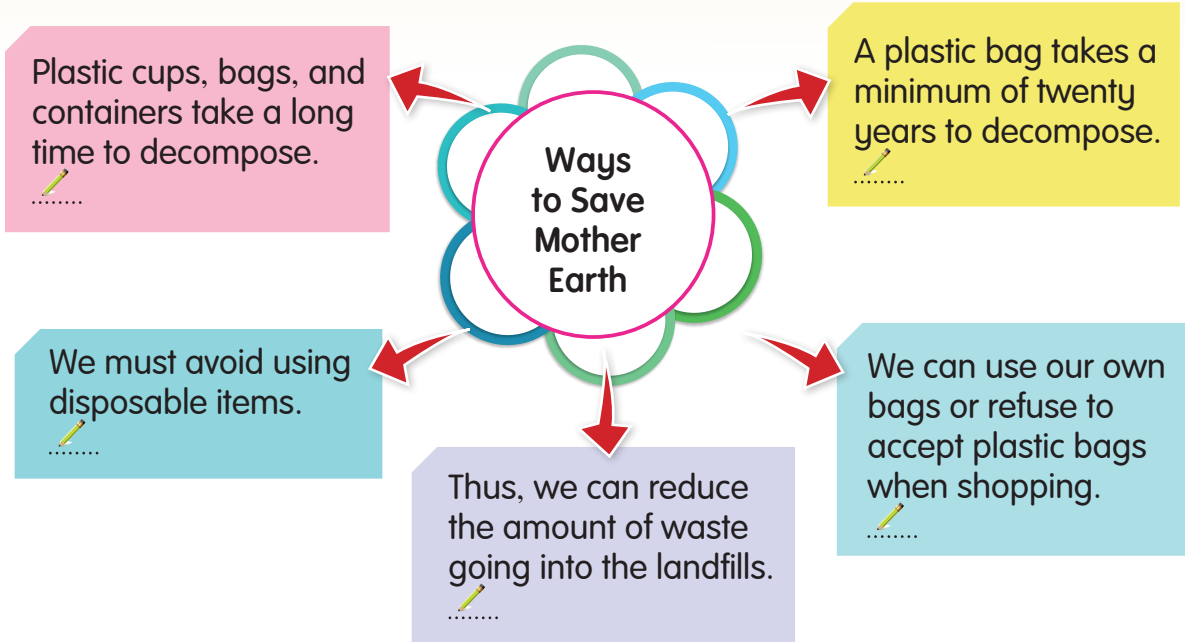 Plastic cups, bags, and
containers take a long
time to decompose.
........
Ways
to Save
Mother
Earth
A plastic bag takes a
minimum of twenty
years to decompose.
........
We must avoid using
disposable items.
........
Thus, we can reduce
the amount of waste
going into the landfills.
........
We can use our own
bags or refuse to
accept plastic bags
when shopping.
........